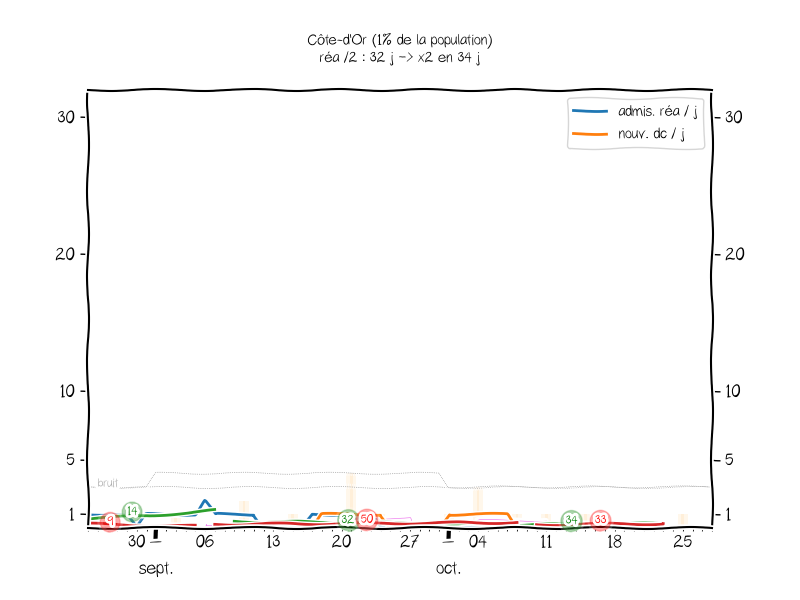 Côte-d'Or (1% de la population)
réa /2 : 32 j -> x2 en 34 j
admis. réa / j
nouv. dc / j
30 30
20 20
10 10
5 5
bruit
1 1
9 14 32 50 34 33
30 06 13 20 27 04 11 18 25
sept. oct.